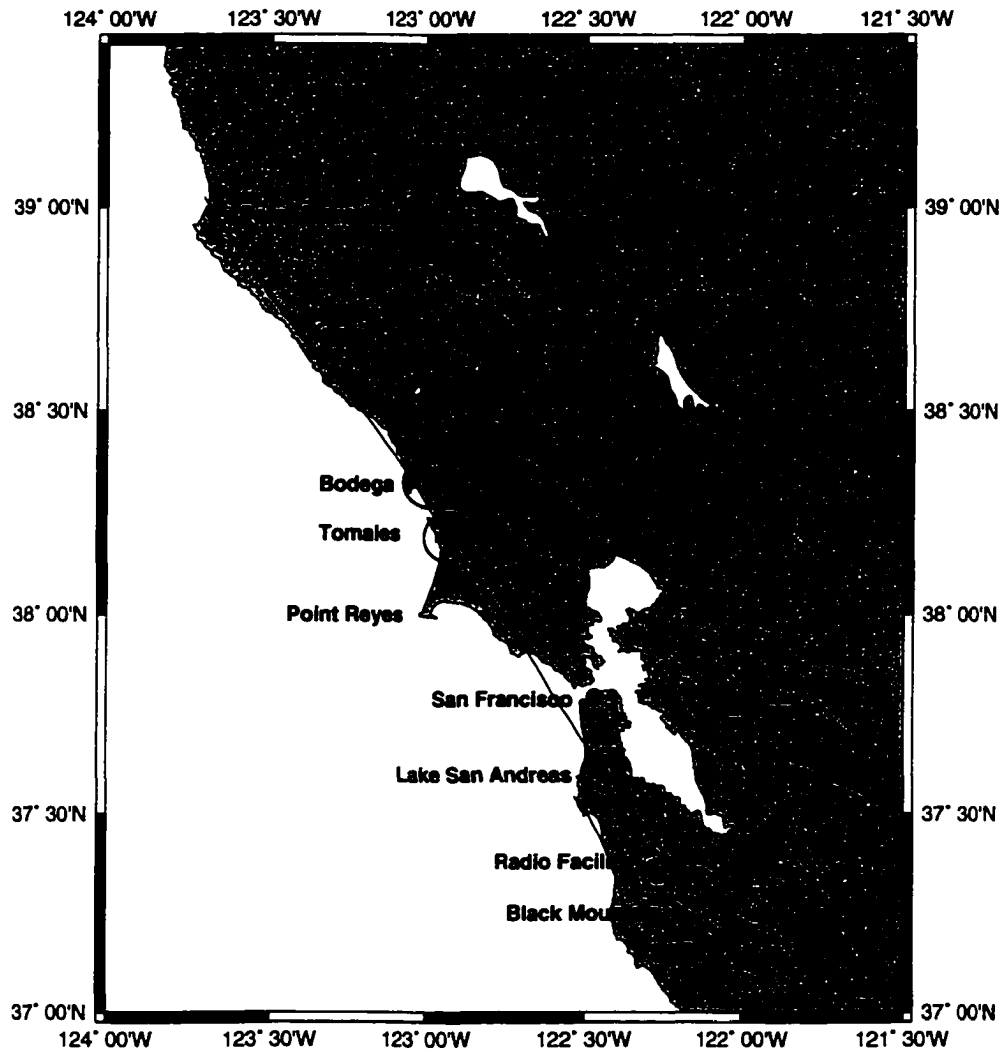 124° 00'W 123° 30'W 123° 00'W 122° 30'W 122° 00'W 121° 30'W
39° 00'N 39° 00'N
38° 30'N 38° 30'N
Bodega
Tomales
Point Reyes
38° 00'N 38° 00'N
San Francisco
Lake San Andreas
37° 30'N 37° 30'N
Radio Facili
Black Mou
37° 00'N 37° 00'N
124° 00'W 123° 30'W 123° 00'W 122° 30'W 122° 00'W 121° 30'W